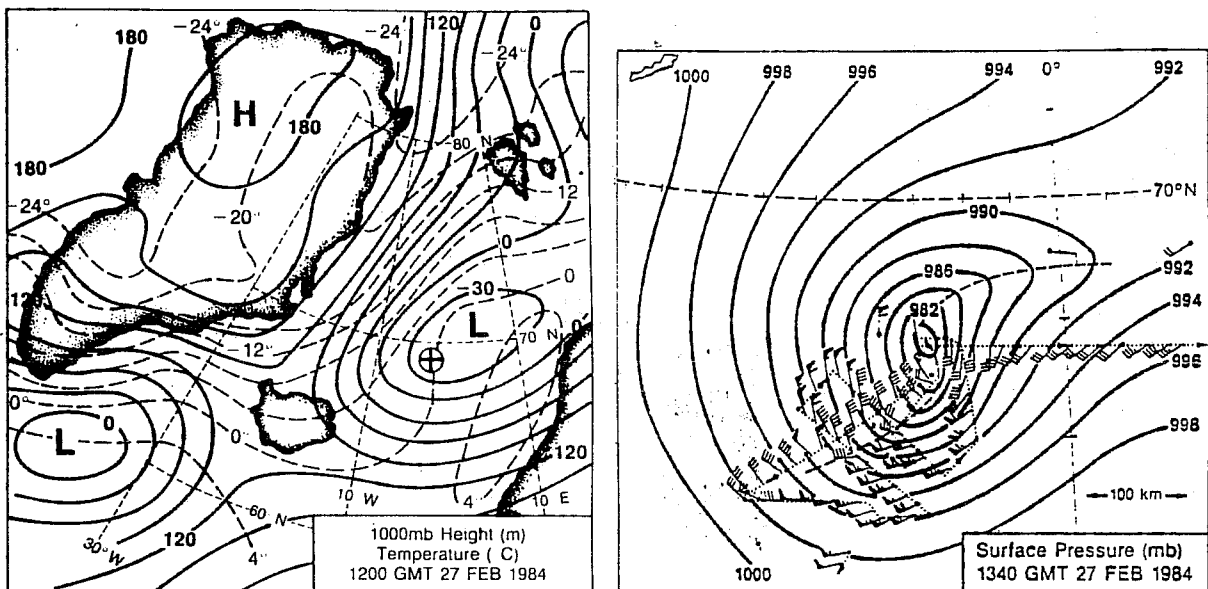 180
-24°
120
0
-24°
H
180
180
-80 N
12
-24°
-20°
0
0
120
-30
L
-12°
-70 N
0
0°
L
0
0
120
10 W
4
10 E
60 N
30°W
120
4°
1000mb Height (m)
Temperature ( C)
1200 GMT 27 FEB 1984
1000
998
996
994
0°
992
70°N
990
986
992
982
994
996
998
100 km
1000
Surface Pressure (mb)
1340 GMT 27 FEB 1984